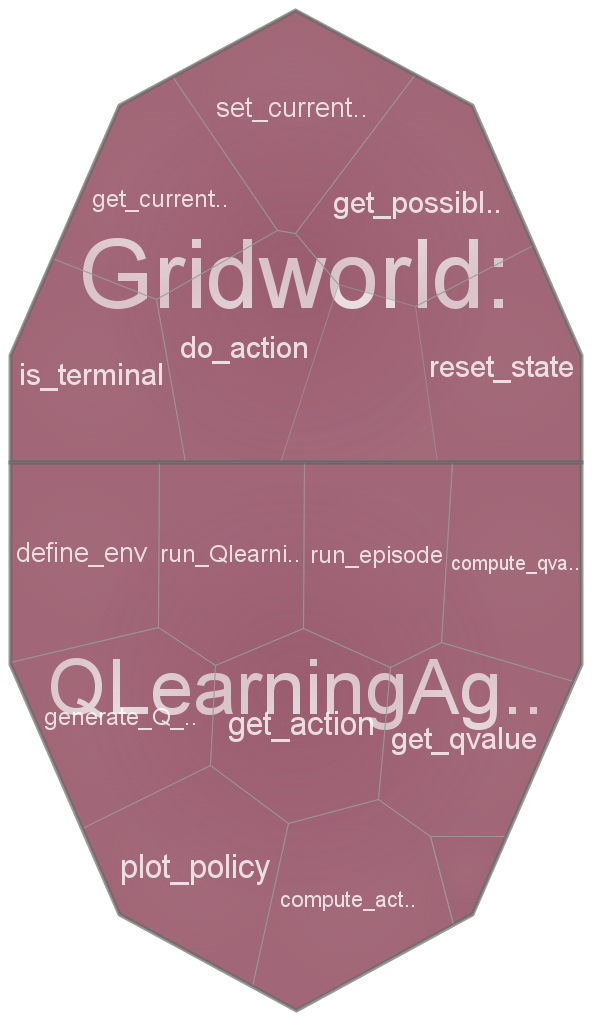 set_current..
get_current..
get_possibl..
Gridworld:
do_action
is_terminal
reset_state
define_env
run_Qlearni..
run_episode
compute_qva..
QLearningAg..
generate_Q_..
get_action
get_qvalue
plot_policy
compute_act..